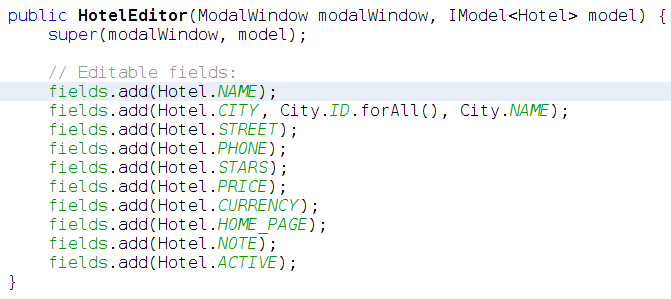 public HotelEditor(ModalWindow modalWindow, IModel<Hotel> model) {
super(modalWindow, model);
// Editable fields:
fields.add(Hotel.NAME);
fields.add(Hotel.CITY, City.ID.forAll(), City.NAME);
fields.add(Hotel.STREET);
fields.add(Hotel.PHONE);
fields.add(Hotel.STARS);
fields.add(Hotel.PRICE);
fields.add(Hotel.CURRENCY);
fields.add(Hotel.HOME_PAGE);
fields.add(Hotel.NOTE);
fields.add(Hotel.ACTIVE);
}